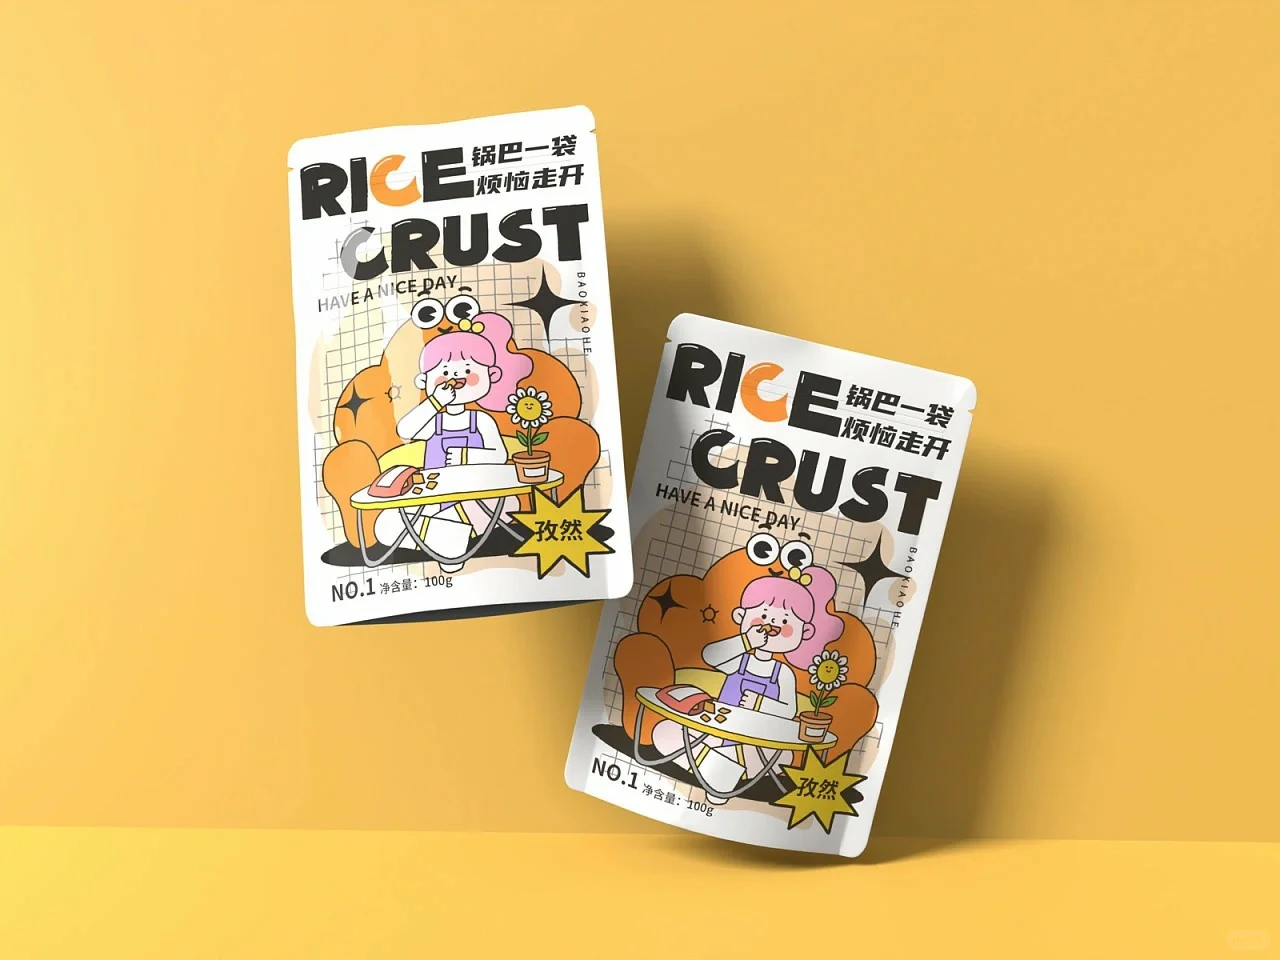 RICE
锅巴一袋
烦恼走开
CRUST
HAVE A NICE DAY
BAOXIAOHE
孜然
NO.1 净含量：100g
RICE
锅巴一袋
烦恼走开
CRUST
HAVE A NICE DAY
BAOXIAOHE
孜然
NO.1 净含量：100g